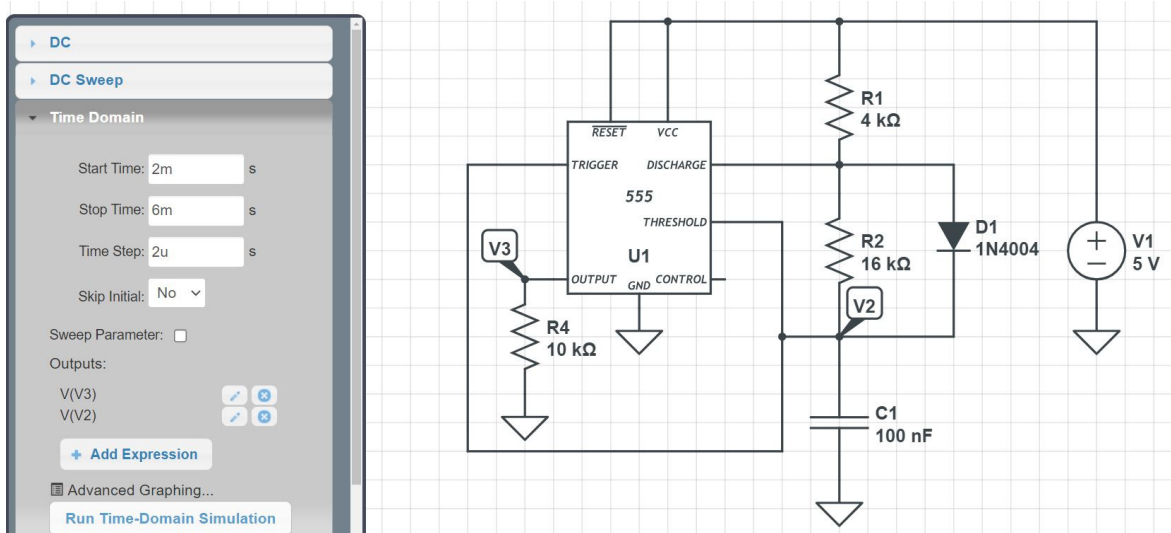 DC
DC Sweep
Time Domain
Start Time: 2m s
Stop Time: 6m s
Time Step: 2u s
Skip Initial: No
Sweep Parameter:
Outputs:
V(V3)
V(V2)
+ Add Expression
Advanced Graphing...
Run Time-Domain Simulation
RESET VCC
TRIGGER DISCHARGE
555
THRESHOLD
U1
OUTPUT GND CONTROL
V3
R4
10 kΩ
R1
4 kΩ
R2
16 kΩ
V2
D1
1N4004
C1
100 nF
+
−
V1
5 V